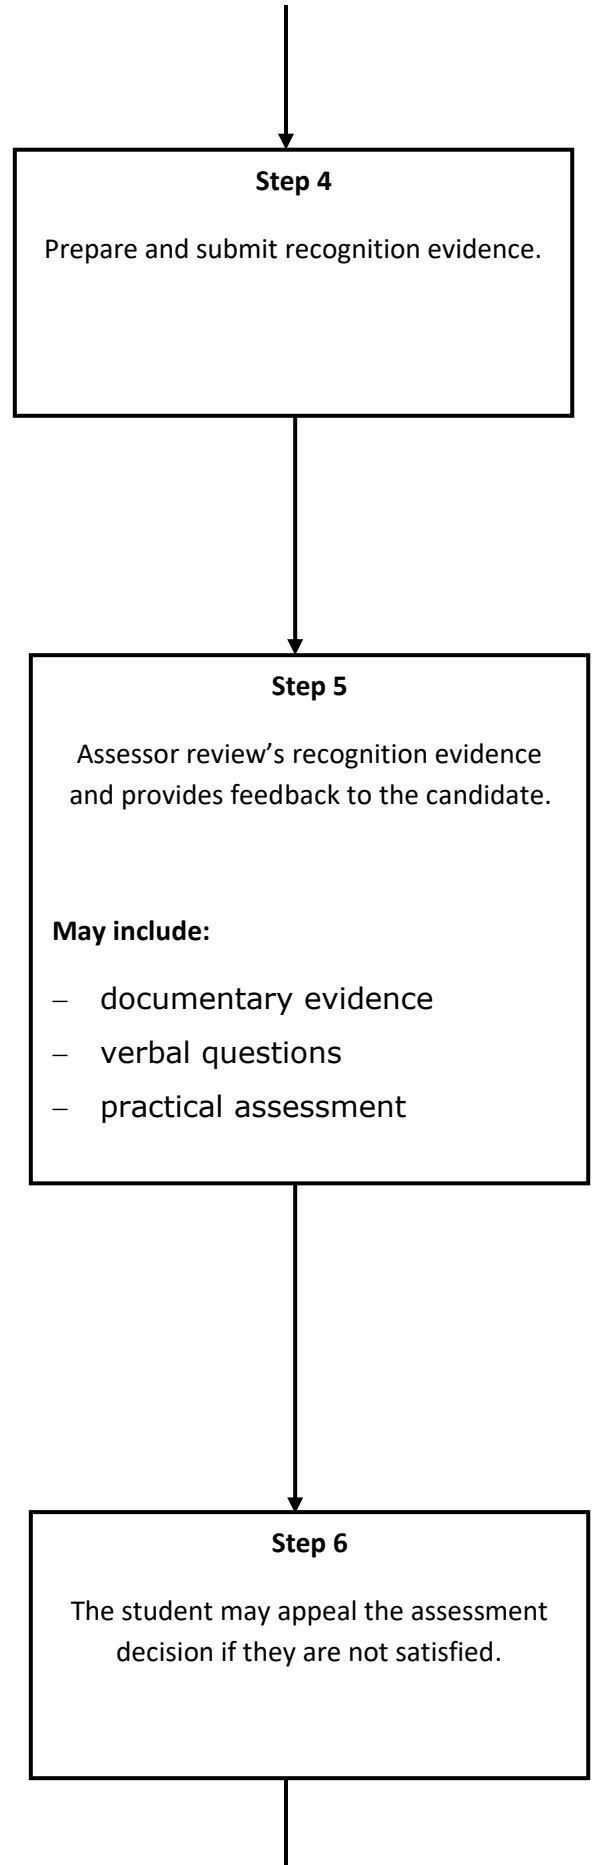 Step 4
Prepare and submit recognition evidence.
Step 5
Assessor review’s recognition evidence
and provides feedback to the candidate.
May include:
– documentary evidence
– verbal questions
– practical assessment
Step 6
The student may appeal the assessment
decision if they are not satisfied.